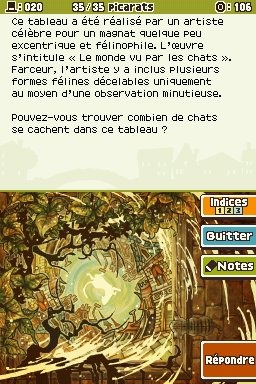 :020 35/35 picarats :106
Ce tableau a été réalisé par un artiste
célèbre pour un magnat quelque peu
excentrique et félinophile. L'œuvre
s'intitule « Le monde vu par les chats ».
Farceur, l'artiste y a inclus plusieurs
formes félines décelables uniquement
au moyen d'une observation minutieuse.
Pouvez-vous trouver combien de chats
se cachent dans ce tableau ?
Indices
1 2 3
Quitter
Notes
Répondre